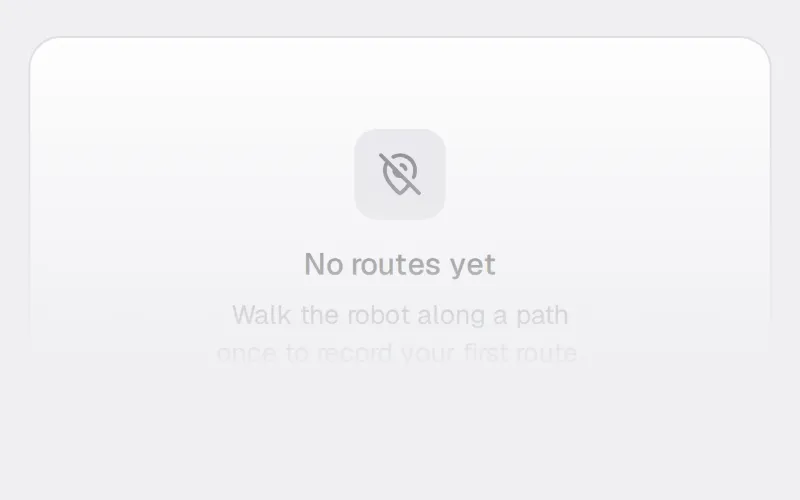 No routes yet
Walk the robot along a path
once to record your first route